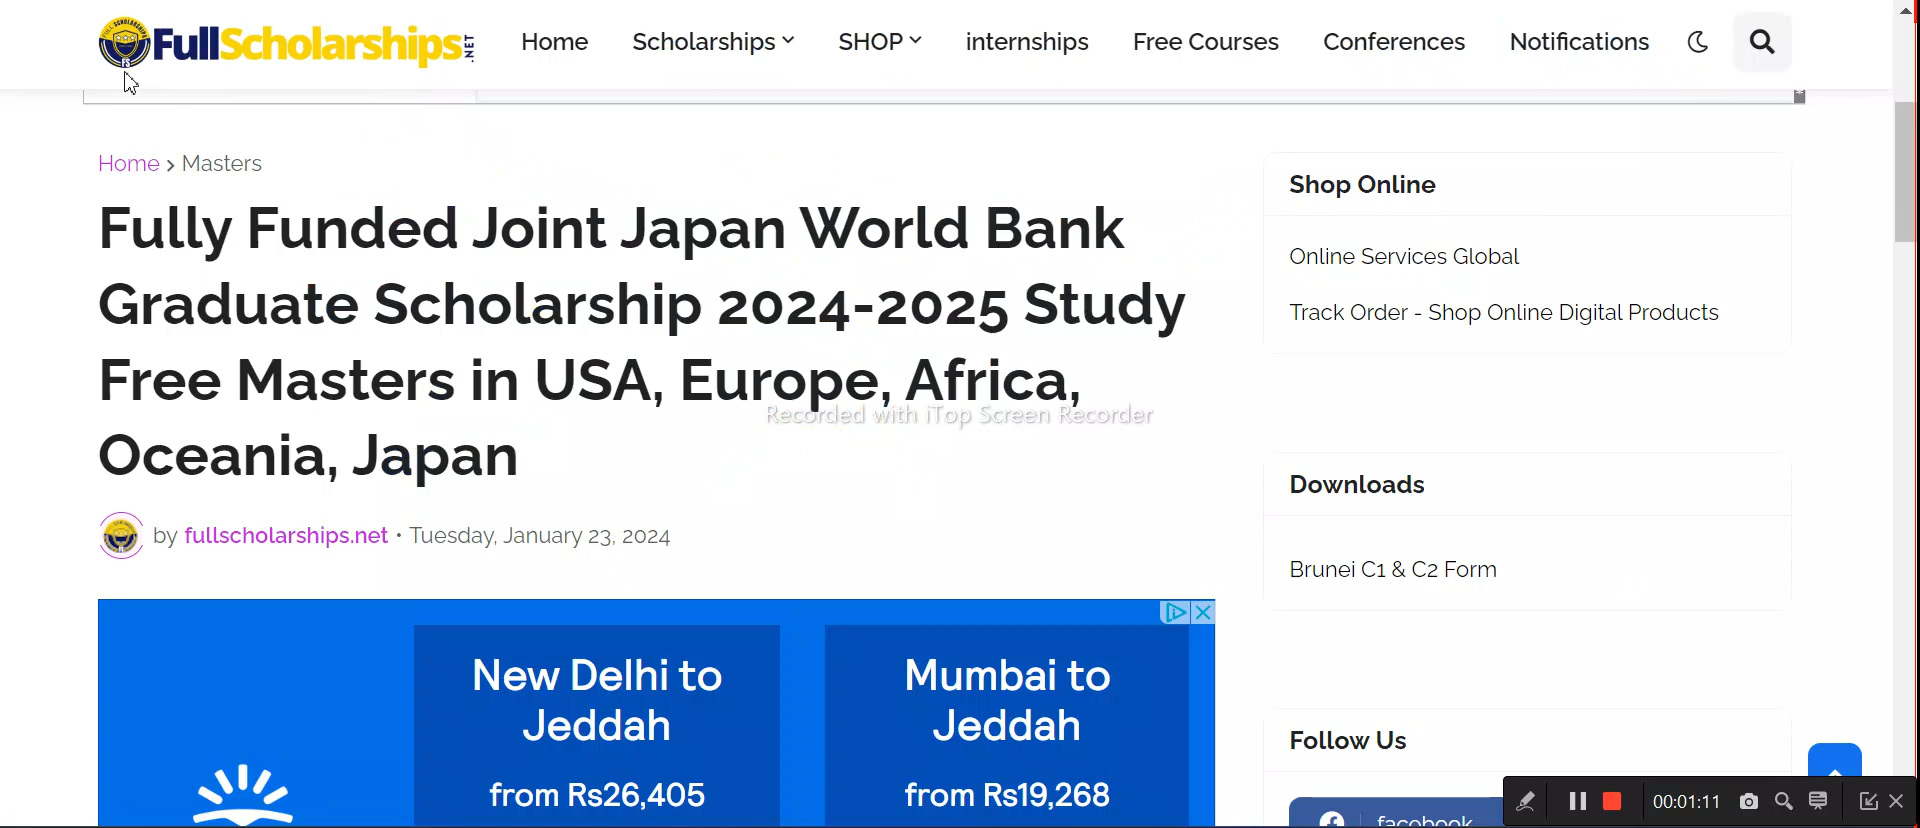 FullScholarships.NET
Home
Scholarships
SHOP
internships
Free Courses
Conferences
Notifications
Home > Masters
Fully Funded Joint Japan World Bank
Graduate Scholarship 2024-2025 Study
Free Masters in USA, Europe, Africa,
Oceania, Japan
Recorded with iTop Screen Recorder
by fullscholarships.net • Tuesday, January 23, 2024
New Delhi to
Jeddah
from Rs26,405
Mumbai to
Jeddah
from Rs19,268
Shop Online
Online Services Global
Track Order - Shop Online Digital Products
Downloads
Brunei C1 & C2 Form
Follow Us
facebook
00:01:11